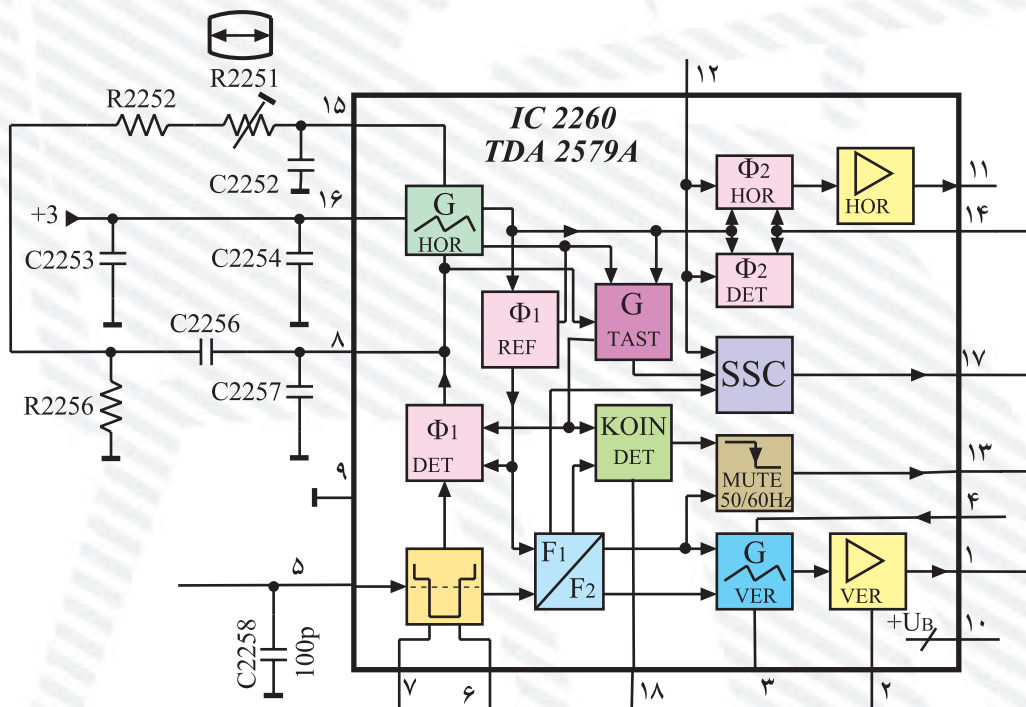 R2251
R2252
۱۵
۱۲
IC 2260
TDA 2579A
C2252
۱۶
+3
C2253
C2254
G
HOR
Φ2
HOR
HOR
۱۱
۱۴
Φ2
DET
Φ1
REF
G
TAST
C2256
۸
SSC
۱۷
R2256
C2257
Φ1
DET
KOIN
DET
MUTE
50/60Hz
۱۳
۹
۴
F1
F2
G
VER
VER
۱
۵
+UB
۱۰
C2258
100p
۷
۶
۱۸
۳
۲